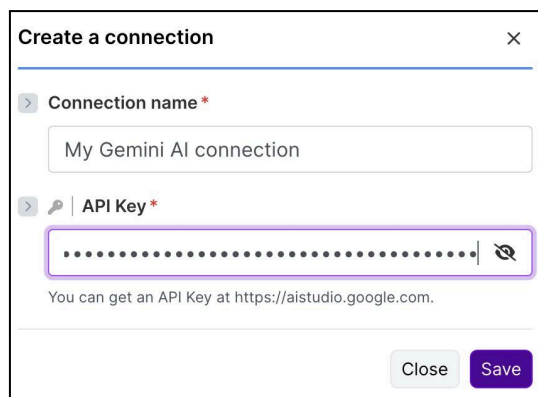 Create a connection
Connection name *
My Gemini AI connection
API Key *
You can get an API Key at https://aistudio.google.com.
Close Save